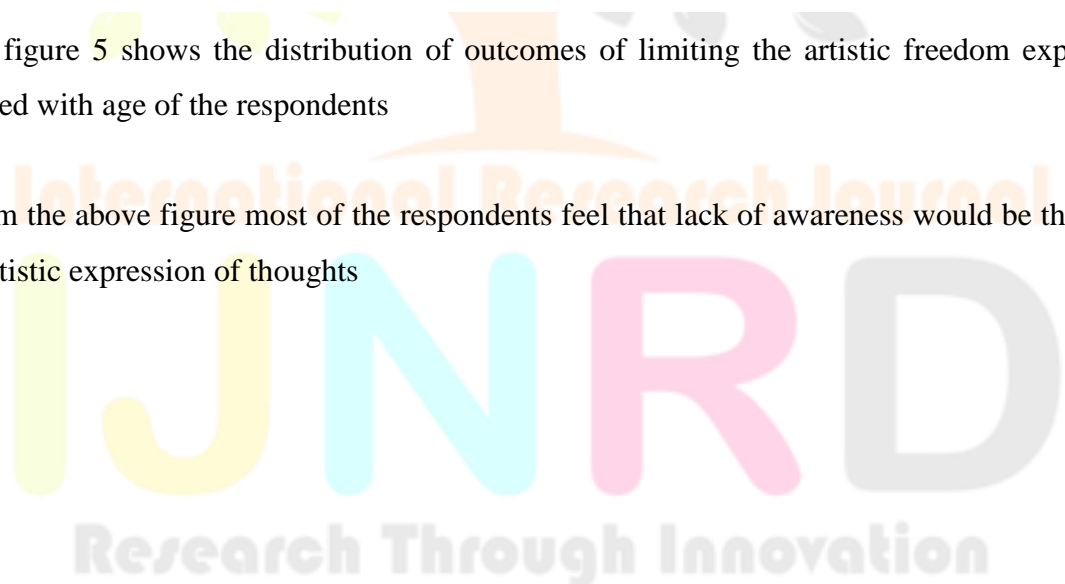 figure 5 shows the distribution of outcomes of limiting the artistic freedom exp
ed with age of the respondents
International Research Journal
m the above figure most of the respondents feel that lack of awareness would be th
tistic expression of thoughts
IJNRD
Research Through Innovation